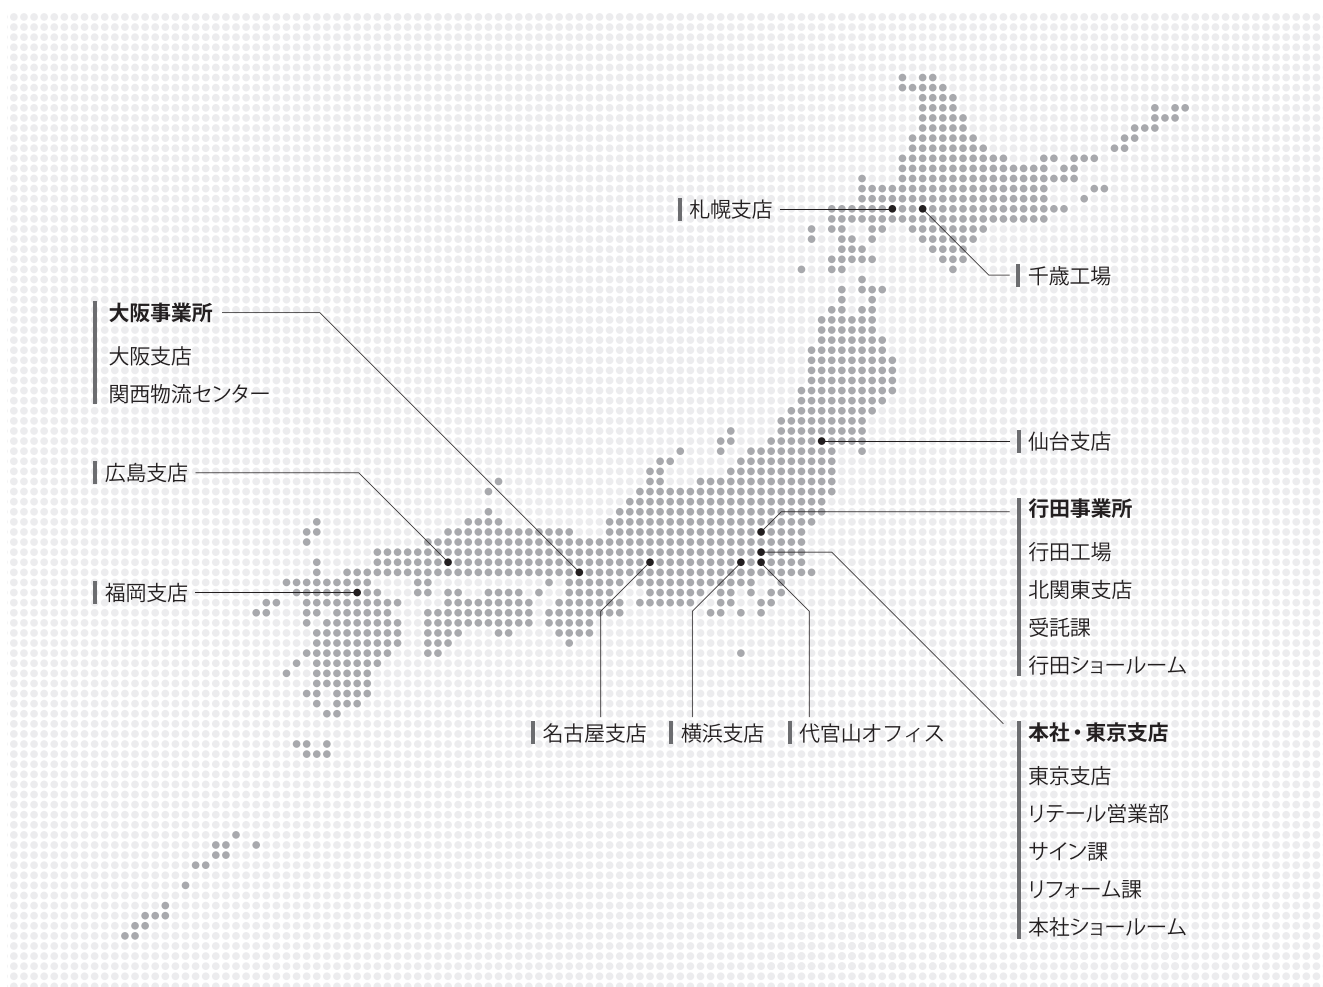 札幌支店
千歳工場
大阪事業所
大阪支店
関西物流センター
仙台支店
広島支店
行田事業所
行田工場
北関東支店
受託課
行田ショールーム
福岡支店
名古屋支店
横浜支店
代官山オフィス
本社・東京支店
東京支店
リテール営業部
サイン課
リフォーム課
本社ショールーム